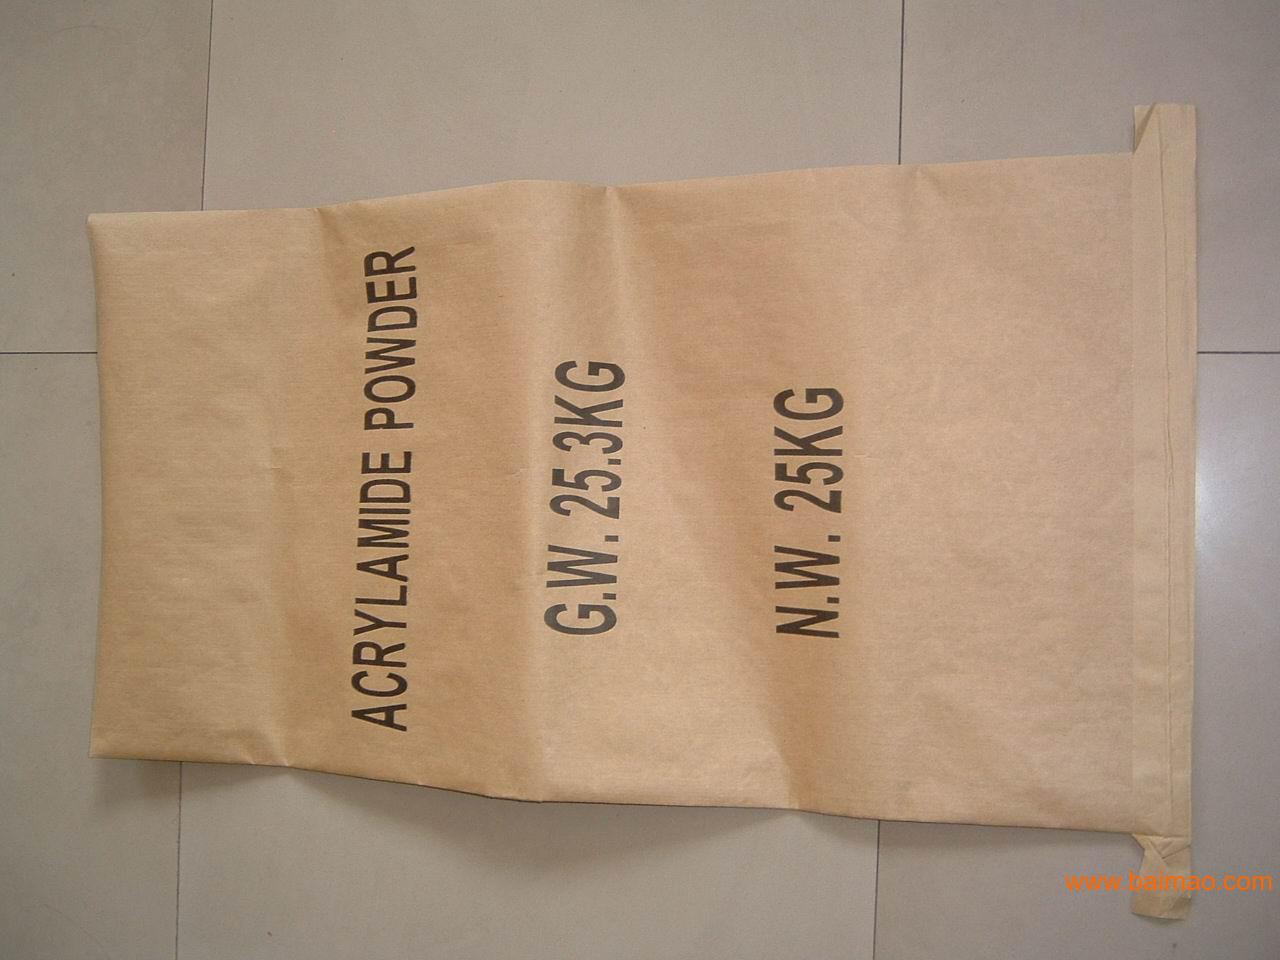 ACRYLAMIDE POWDER
G.W. 25.3KG
N.W. 25KG
www.baimao.com